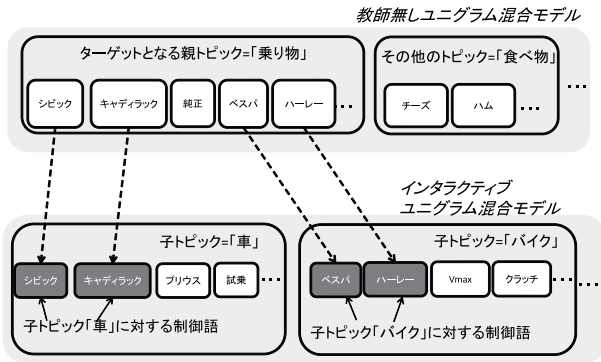 教師無しユニグラム混合モデル
ターゲットとなる親トピック=「乗り物」
シビック
キャディラック
純正
ベスパ
ハーレー
...
その他のトピック=「食べ物」
チーズ
ハム
...
...
インタラクティブ
ユニグラム混合モデル
子トピック=「車」
シビック
キャディラック
プリウス
試乗
...
子トピック「車」に対する制御語
子トピック=「バイク」
ベスパ
ハーレー
Vmax
クラッチ
...
...
子トピック「バイク」に対する制御語